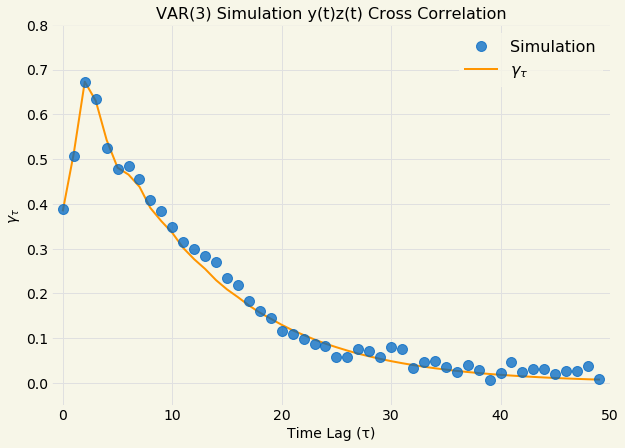 VAR(3) Simulation y(t)z(t) Cross Correlation
Simulation
γτ
γτ
0.8
0.7
0.6
0.5
0.4
0.3
0.2
0.1
0.0
0 10 20 30 40 50
Time Lag (τ)